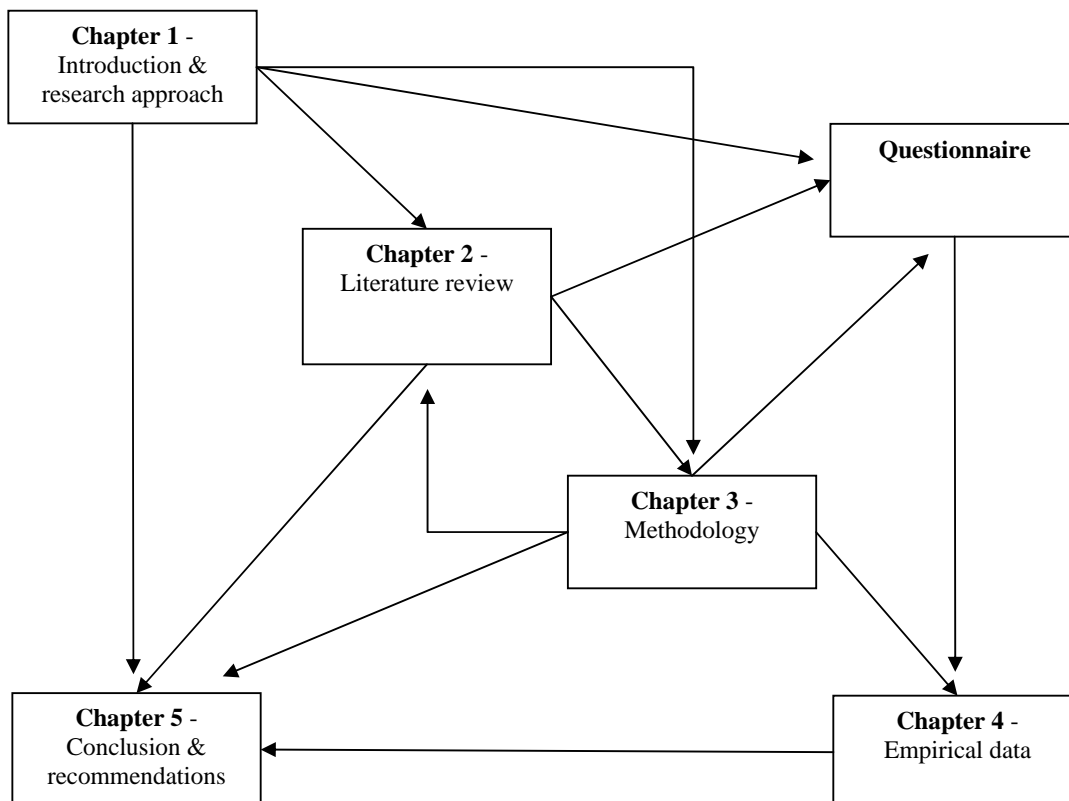 Chapter 1 -
Introduction &
research approach
Questionnaire
Chapter 2 -
Literature review
Chapter 3 -
Methodology
Chapter 5 -
Conclusion &
recommendations
Chapter 4 -
Empirical data